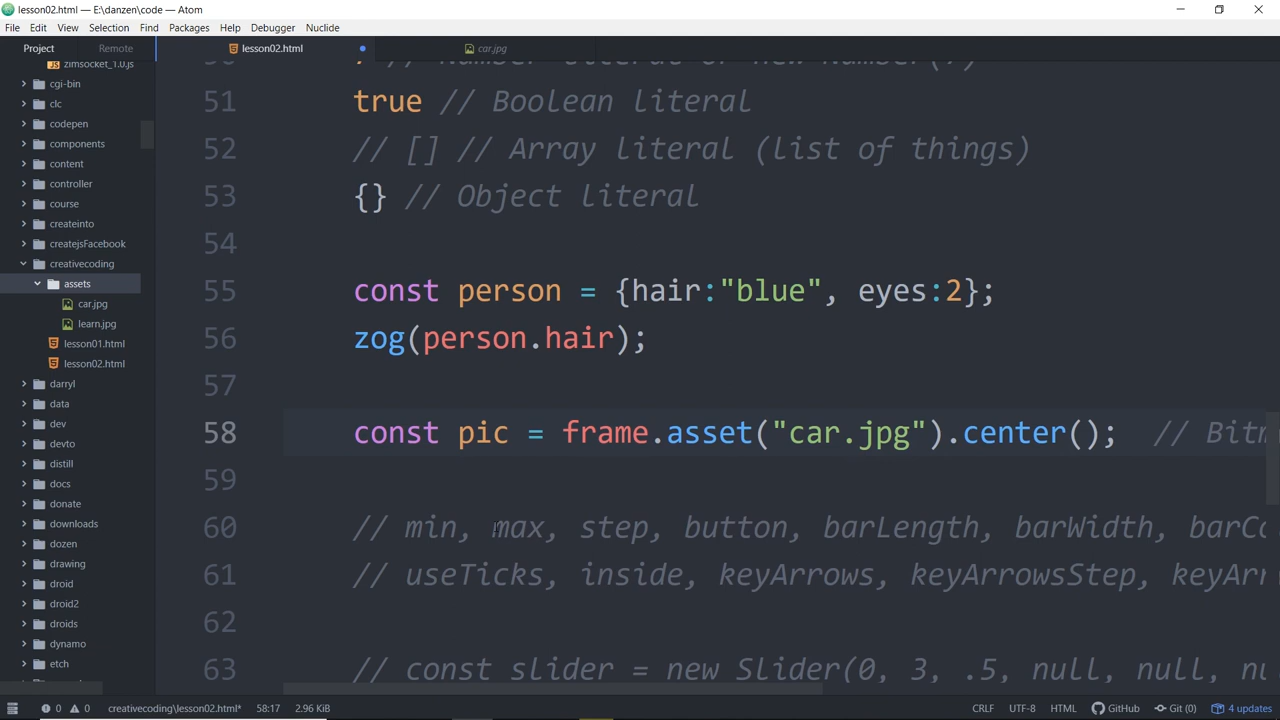 lesson02.html — E:\danzen\code — Atom
File Edit View Selection Find Packages Help Debugger Nuclide
Project Remote lesson02.html car.jpg
zimsocket_1.0.js
cgi-bin
clc
codepen
components
content
controller
course
createinto
createjsFacebook
creativecoding
assets
car.jpg
learn.jpg
lesson01.html
lesson02.html
darryl
data
dev
devto
distill
docs
donate
downloads
dozen
drawing
droid
droid2
droids
dynamo
etch
51 true // Boolean literal
52 // [] // Array literal (list of things)
53 {} // Object literal
54
55 const person = {hair:"blue", eyes:2};
56 zog(person.hair);
57
58 const pic = frame.asset("car.jpg").center(); // Bitm
59
60 // min, max, step, button, barLength, barWidth, barCo
61 // useTicks, inside, keyArrows, keyArrowsStep, keyArr
62
63 // const slider = new Slider(0, 3, .5, null, null, nu
0 0 creativecoding\lesson02.html* 58:17 2.96 KiB CRLF UTF-8 HTML GitHub Git (0) 4 updates